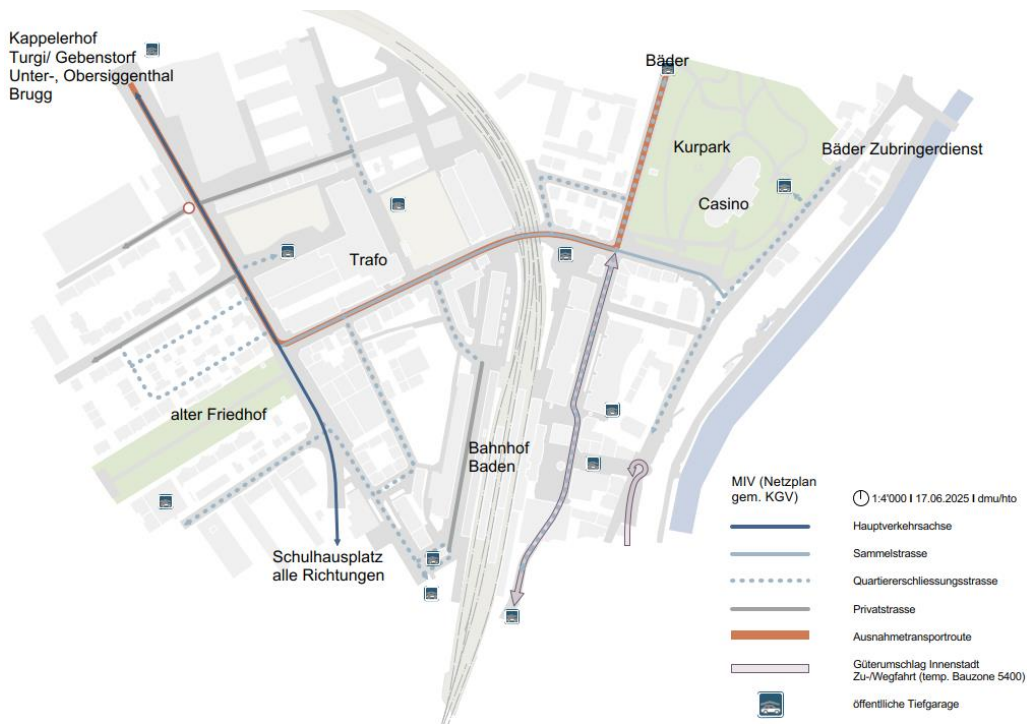 Kappelerhof
Turgi/ Gebenstorf
Unter-, Obersiggenthal
Brugg
Bäder
Kurpark
Bäder Zubringerdienst
Casino
Trafo
alter Friedhof
Bahnhof
Baden
Schulhausplatz
alle Richtungen
MIV (Netzplan
gem. KGV)
1:4'000 I 17.06.2025 I dmu/hto
Hauptverkehrsachse
Sammelstrasse
Quartiererschliessungsstrasse
Privatstrasse
Ausnahmetransportroute
Güterumschlag Innenstadt
Zu-/Wegfahrt (temp. Bauzone 5400)
öffentlliche Tiefgarage